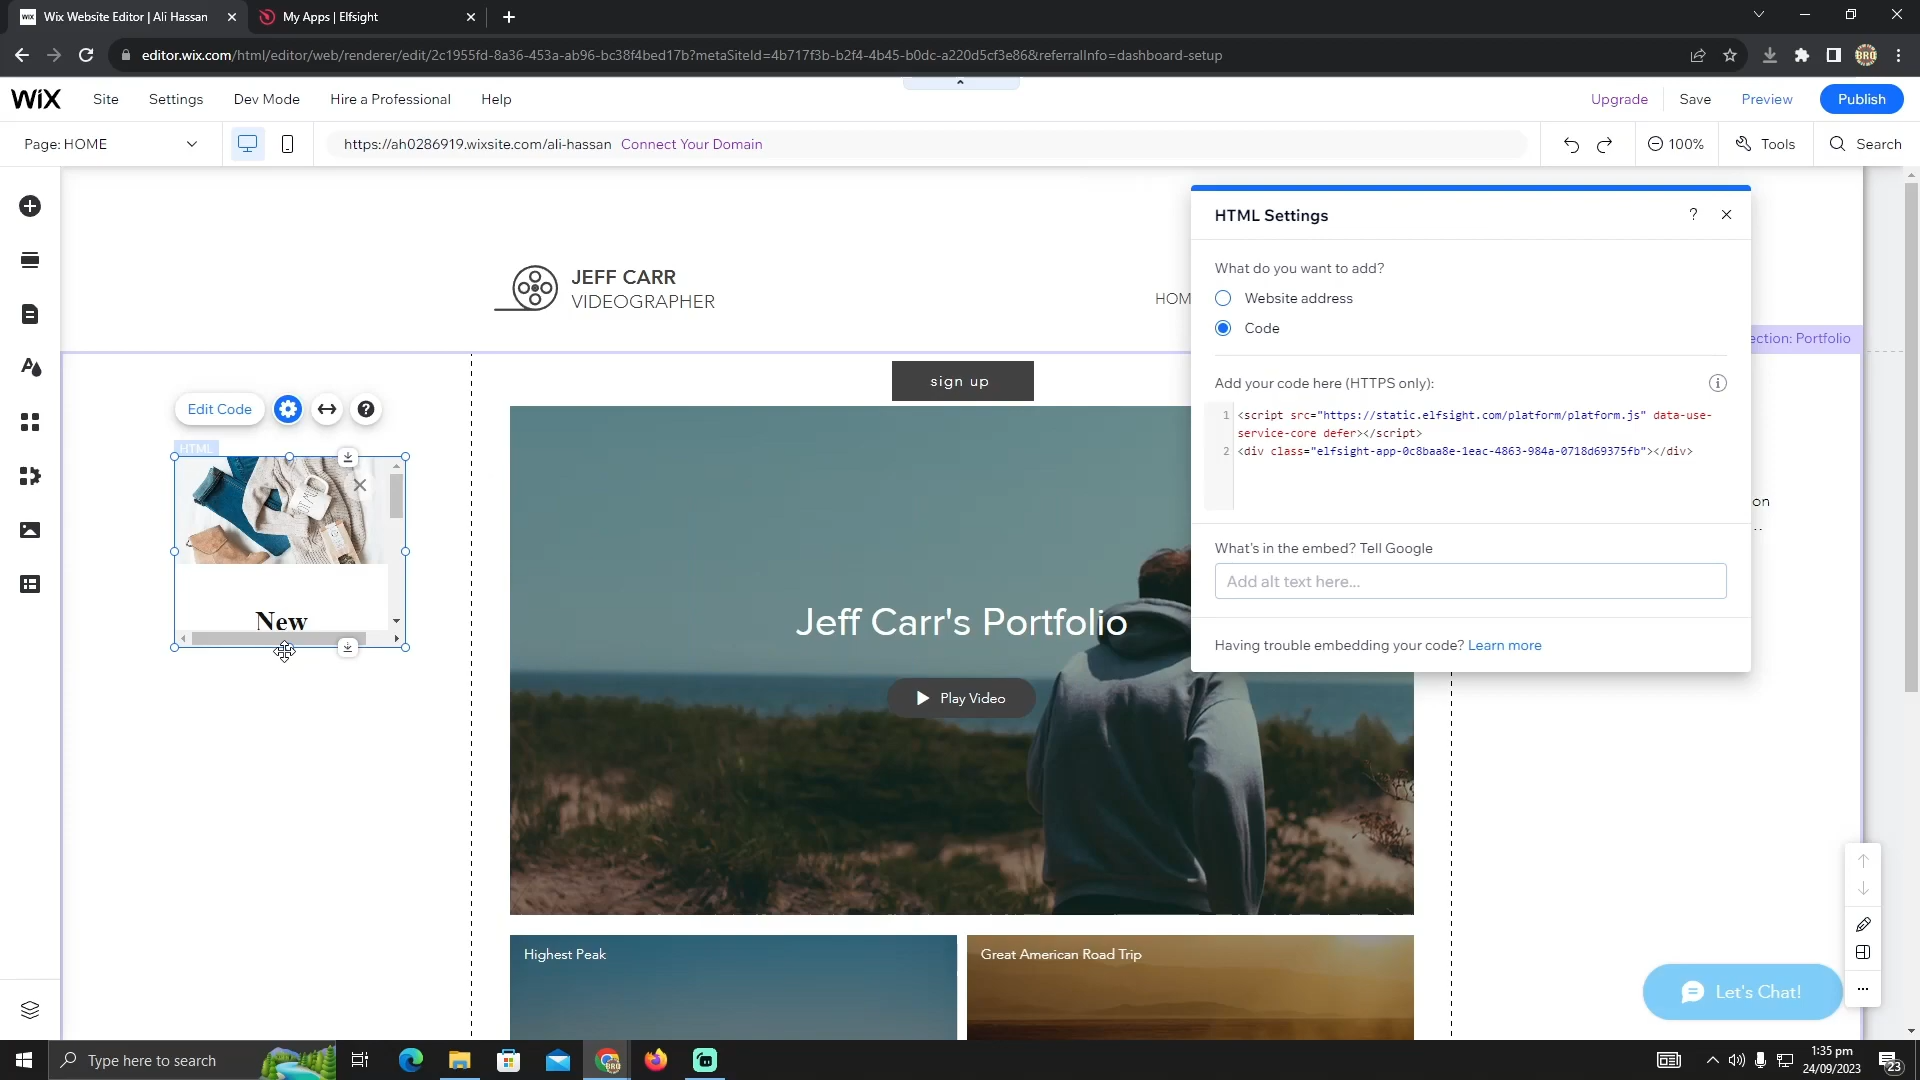 Wix Website Editor | Ali Hassan
My Apps | Elfsight
editor.wix.com/html/editor/web/renderer/edit/2c1955fd-8a36-453a-ab96-bc38f4bed17b?metaSiteId=4b717f3b-b2f4-4b45-b0dc-a220d5cf3e86&referralInfo=dashboard-setup
WiX Site Settings Dev Mode Hire a Professional Help Upgrade Save Preview Publish
Page: HOME https://ah0286919.wixsite.com/ali-hassan Connect Your Domain 100% Tools Search
HTML Settings ?
What do you want to add?
JEFF CARR
VIDEOGRAPHER
HOM
Website address
Code
ection: Portfolio
sign up
Add your code here (HTTPS only):
Edit Code
HTML
1 <script src="https://static.elfsight.com/platform/platform.js" data-use-
service-core defer></script>
2 <div class="elfsight-app-0c8baa8e-1eac-4863-984a-0718d69375fb"></div>
on
..
What's in the embed? Tell Google
Add alt text here...
New
Jeff Carr's Portfolio
Having trouble embedding your code? Learn more
Play Video
Highest Peak
Great American Road Trip
Let's Chat!
Type here to search
1:35 pm
24/09/2023
23